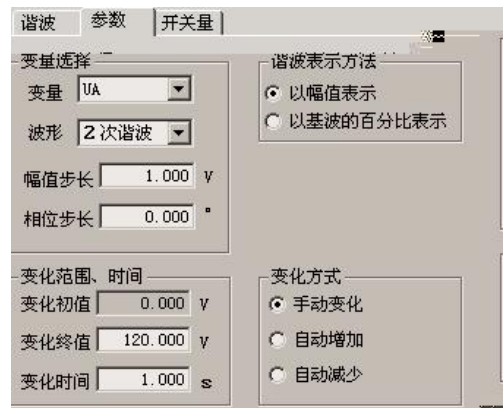 谐波 参数 开关量
变量选择
变量 UA
波形 2次谐波
幅值步长 1.000 V
相位步长 0.000 °
谐波表示方法
以幅值表示
以基波的百分比表示
变化范围、时间
变化初值 0.000 V
变化终值 120.000 V
变化时间 1.000 s
变化方式
手动变化
自动增加
自动减少